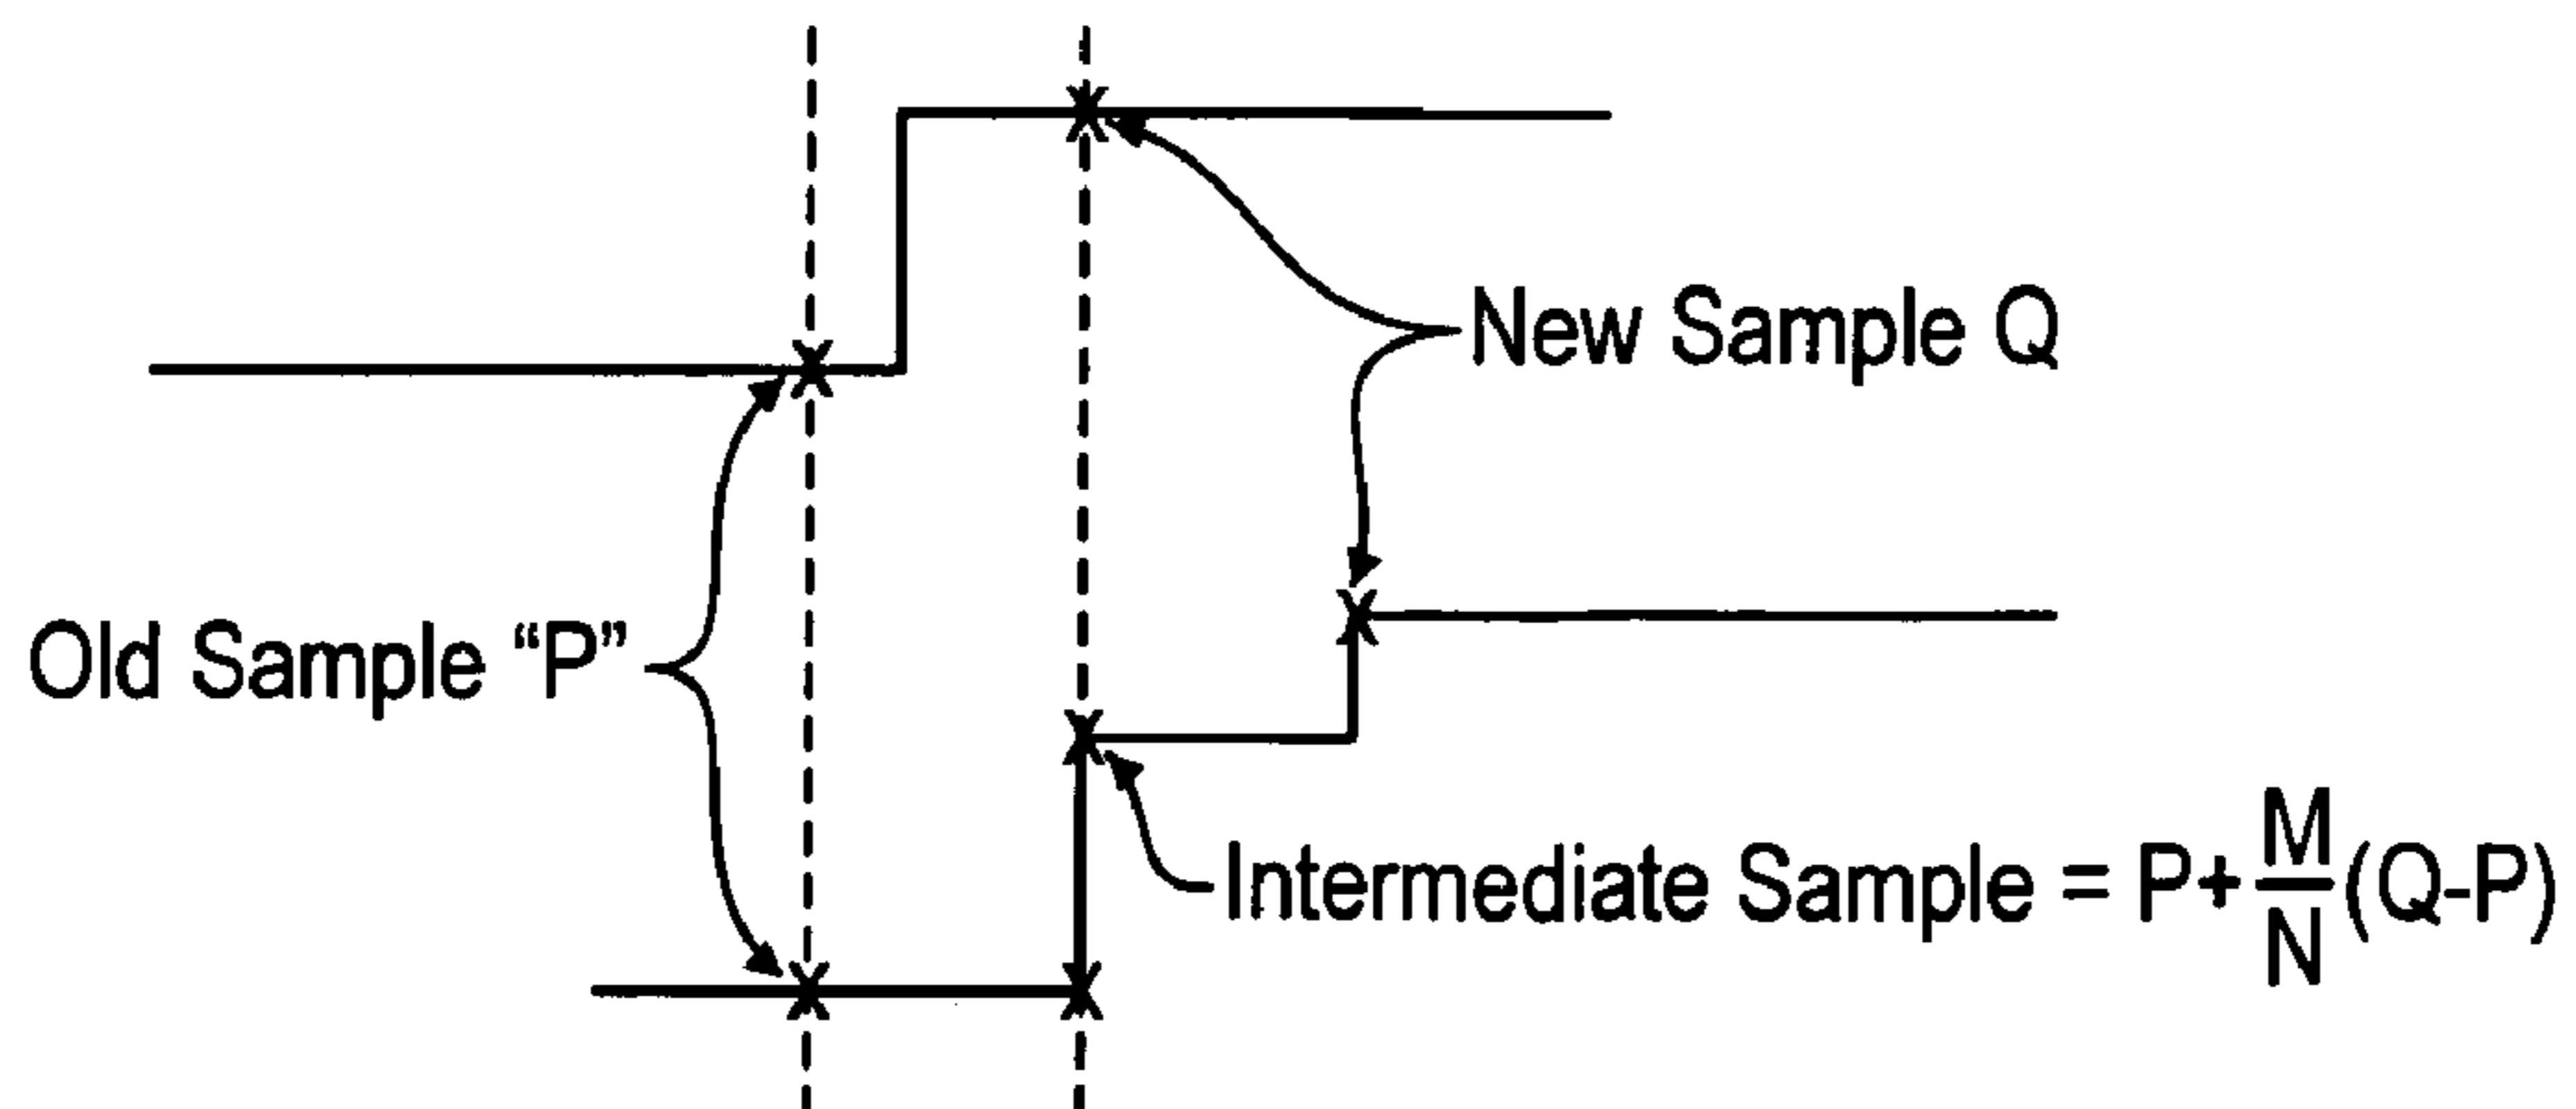 New Sample Q
Old Sample “P”
Intermediate Sample = P+M/N(Q-P)